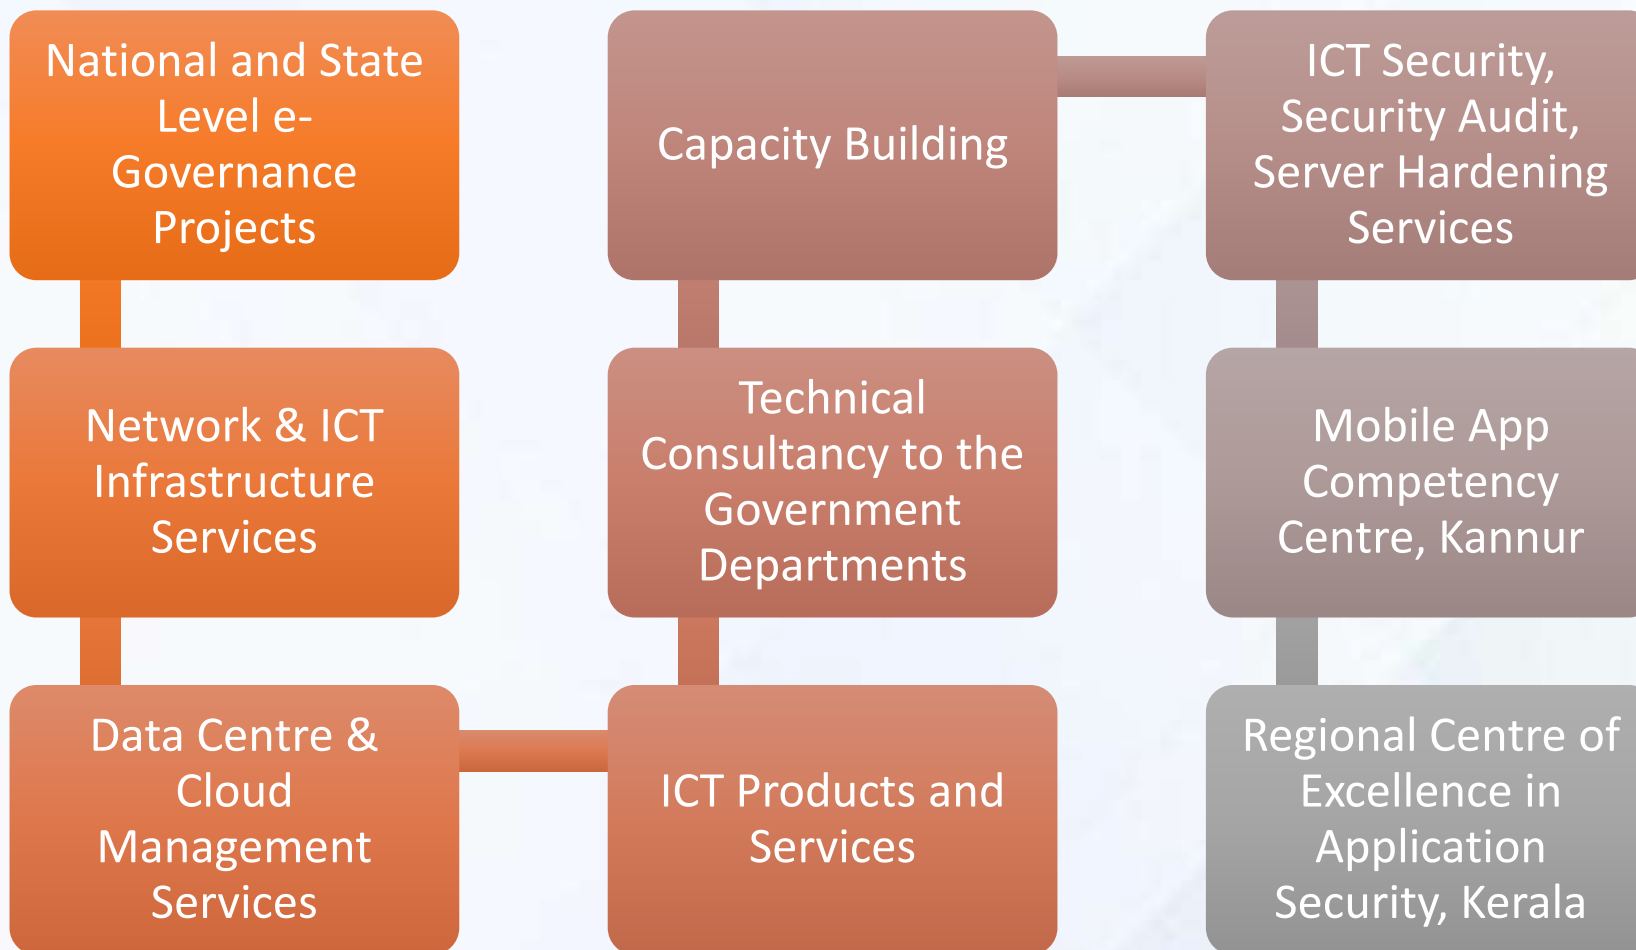 National and State
Level e-
Governance
Projects
Network & ICT
Infrastructure
Services
Data Centre &
Cloud
Management
Services
ICT Products and
Services
Technical
Consultancy to the
Government
Departments
Capacity Building
ICT Security,
Security Audit,
Server Hardening
Services
Mobile App
Competency
Centre, Kannur
Regional Centre of
Excellence in
Application
Security, Kerala